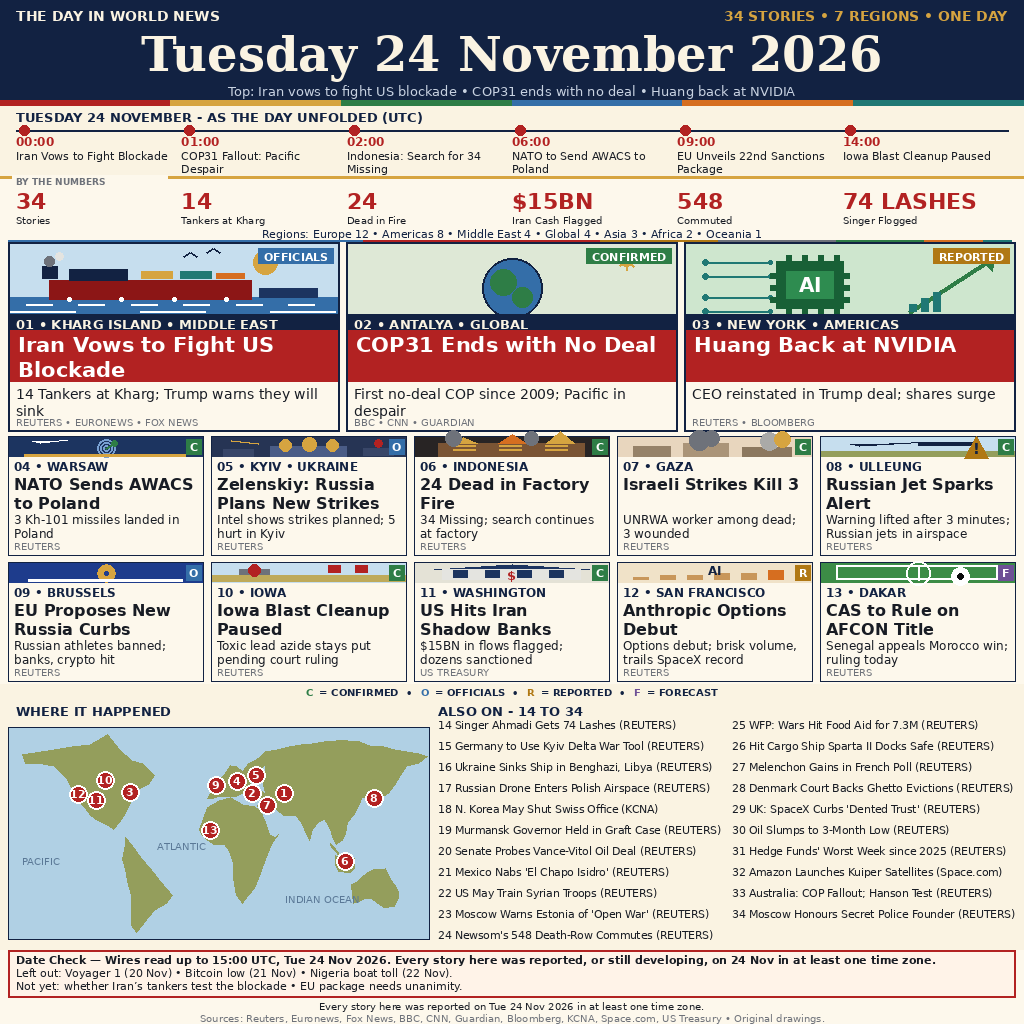 THE DAY IN WORLD NEWS
34 STORIES • 7 REGIONS • ONE DAY
Tuesday 24 November 2026
Top: Iran vows to fight US blockade • COP31 ends with no deal • Huang back at NVIDIA
TUESDAY 24 NOVEMBER - AS THE DAY UNFOLDED (UTC)
00:00
Iran Vows to Fight Blockade
01:00
COP31 Fallout: Pacific
Despair
02:00
Indonesia: Search for 34
Missing
06:00
NATO to Send AWACS to
Poland
09:00
EU Unveils 22nd Sanctions
Package
14:00
Iowa Blast Cleanup Paused
BY THE NUMBERS
34
Stories
14
Tankers at Kharg
24
Dead in Fire
$15BN
Iran Cash Flagged
548
Commuted
74 LASHES
Singer Flogged
Regions: Europe 12 • Americas 8 • Middle East 4 • Global 4 • Asia 3 • Africa 2 • Oceania 1
OFFICIALS
01 • KHARG ISLAND • MIDDLE EAST
Iran Vows to Fight US
Blockade
14 Tankers at Kharg; Trump warns they will
sink
REUTERS • EURONEWS • FOX NEWS
CONFIRMED
02 • ANTALYA • GLOBAL
COP31 Ends with No Deal
First no-deal COP since 2009; Pacific in
despair
BBC • CNN • GUARDIAN
AI
REPORTED
03 • NEW YORK • AMERICAS
Huang Back at NVIDIA
CEO reinstated in Trump deal; shares surge
REUTERS • BLOOMBERG
C
04 • WARSAW
NATO Sends AWACS
to Poland
3 Kh-101 missiles landed in
Poland
REUTERS
O
05 • KYIV • UKRAINE
Zelenskiy: Russia
Plans New Strikes
Intel shows strikes planned; 5
hurt in Kyiv
REUTERS
C
06 • INDONESIA
24 Dead in Factory
Fire
34 Missing; search continues
at factory
REUTERS
C
07 • GAZA
Israeli Strikes Kill 3
UNRWA worker among dead;
3 wounded
REUTERS
!
C
08 • ULLEUNG
Russian Jet Sparks
Alert
Warning lifted after 3 minutes;
Russian jets in airspace
REUTERS
O
09 • BRUSSELS
EU Proposes New
Russia Curbs
Russian athletes banned;
banks, crypto hit
REUTERS
C
10 • IOWA
Iowa Blast Cleanup
Paused
Toxic lead azide stays put
pending court ruling
REUTERS
$
C
11 • WASHINGTON
US Hits Iran
Shadow Banks
$15BN in flows flagged;
dozens sanctioned
US TREASURY
AI
R
12 • SAN FRANCISCO
Anthropic Options
Debut
Options debut; brisk volume,
trails SpaceX record
REUTERS
F
13 • DAKAR
CAS to Rule on
AFCON Title
Senegal appeals Morocco win;
ruling today
REUTERS
C = CONFIRMED • O = OFFICIALS • R = REPORTED • F = FORECAST
WHERE IT HAPPENED
10
12
11
3
9
4
5
2
7
1
8
13
6
PACIFIC
ATLANTIC
INDIAN OCEAN
ALSO ON - 14 TO 34
14 Singer Ahmadi Gets 74 Lashes (REUTERS)
15 Germany to Use Kyiv Delta War Tool (REUTERS)
16 Ukraine Sinks Ship in Benghazi, Libya (REUTERS)
17 Russian Drone Enters Polish Airspace (REUTERS)
18 N. Korea May Shut Swiss Office (KCNA)
19 Murmansk Governor Held in Graft Case (REUTERS)
20 Senate Probes Vance-Vitol Oil Deal (REUTERS)
21 Mexico Nabs 'El Chapo Isidro' (REUTERS)
22 US May Train Syrian Troops (REUTERS)
23 Moscow Warns Estonia of 'Open War' (REUTERS)
24 Newsom's 548 Death-Row Commutes (REUTERS)
25 WFP: Wars Hit Food Aid for 7.3M (REUTERS)
26 Hit Cargo Ship Sparta II Docks Safe (REUTERS)
27 Melenchon Gains in French Poll (REUTERS)
28 Denmark Court Backs Ghetto Evictions (REUTERS)
29 UK: SpaceX Curbs 'Dented Trust' (REUTERS)
30 Oil Slumps to 3-Month Low (REUTERS)
31 Hedge Funds' Worst Week since 2025 (REUTERS)
32 Amazon Launches Kuiper Satellites (Space.com)
33 Australia: COP Fallout; Hanson Test (REUTERS)
34 Moscow Honours Secret Police Founder (REUTERS)
Date Check — Wires read up to 15:00 UTC, Tue 24 Nov 2026. Every story here was reported, or still developing, on 24 Nov in at least one time zone.
Left out: Voyager 1 (20 Nov) • Bitcoin low (21 Nov) • Nigeria boat toll (22 Nov).
Not yet: whether Iran’s tankers test the blockade • EU package needs unanimity.
Every story here was reported on Tue 24 Nov 2026 in at least one time zone.
Sources: Reuters, Euronews, Fox News, BBC, CNN, Guardian, Bloomberg, KCNA, Space.com, US Treasury • Original drawings.